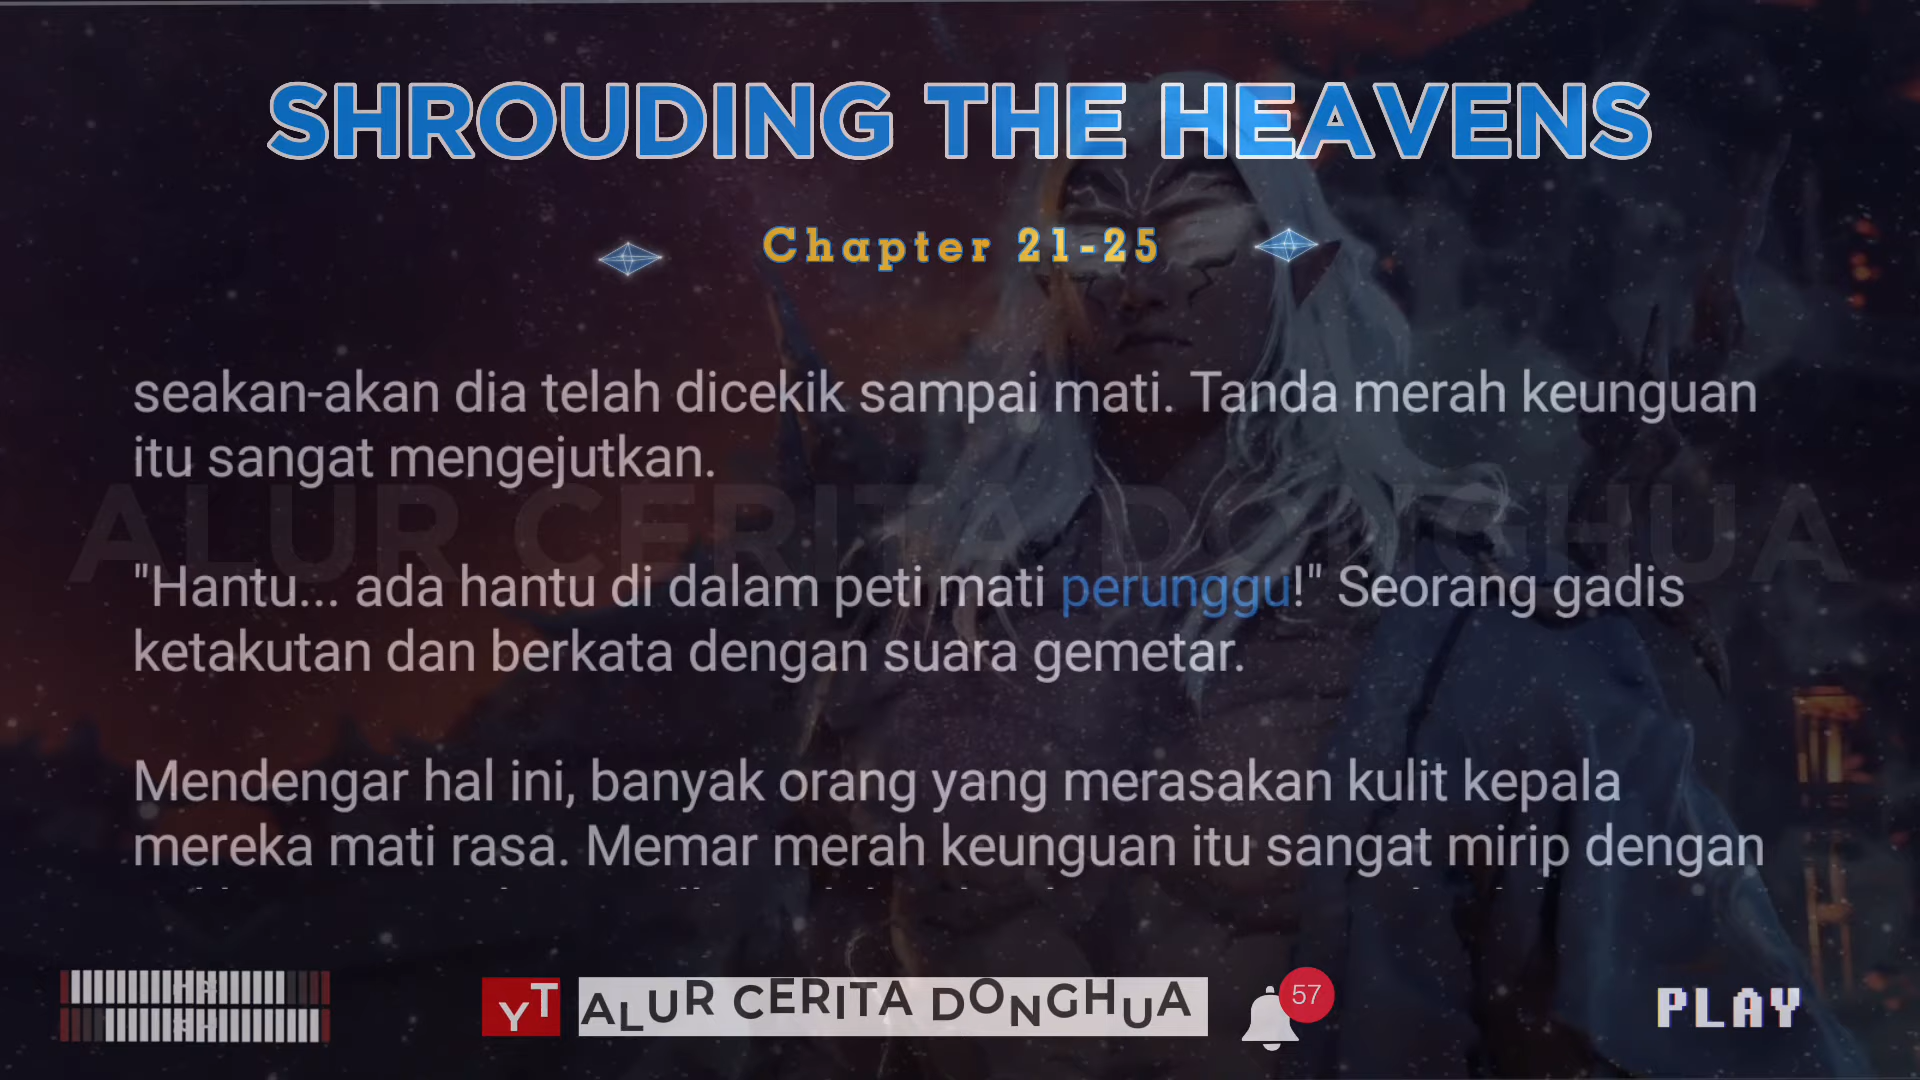 SHROUDING THE HEAVENS
Chapter 21-25
seakan-akan dia telah dicekik sampai mati. Tanda merah keunguan
itu sangat mengejutkan.
ALUR CERITA DONGHUA
"Hantu... ada hantu di dalam peti mati perunggu!" Seorang gadis
ketakutan dan berkata dengan suara gemetar.
Mendengar hal ini, banyak orang yang merasakan kulit kepala
mereka mati rasa. Memar merah keunguan itu sangat mirip dengan
YT ALUR CERITA DONGHUA 57
PLAY